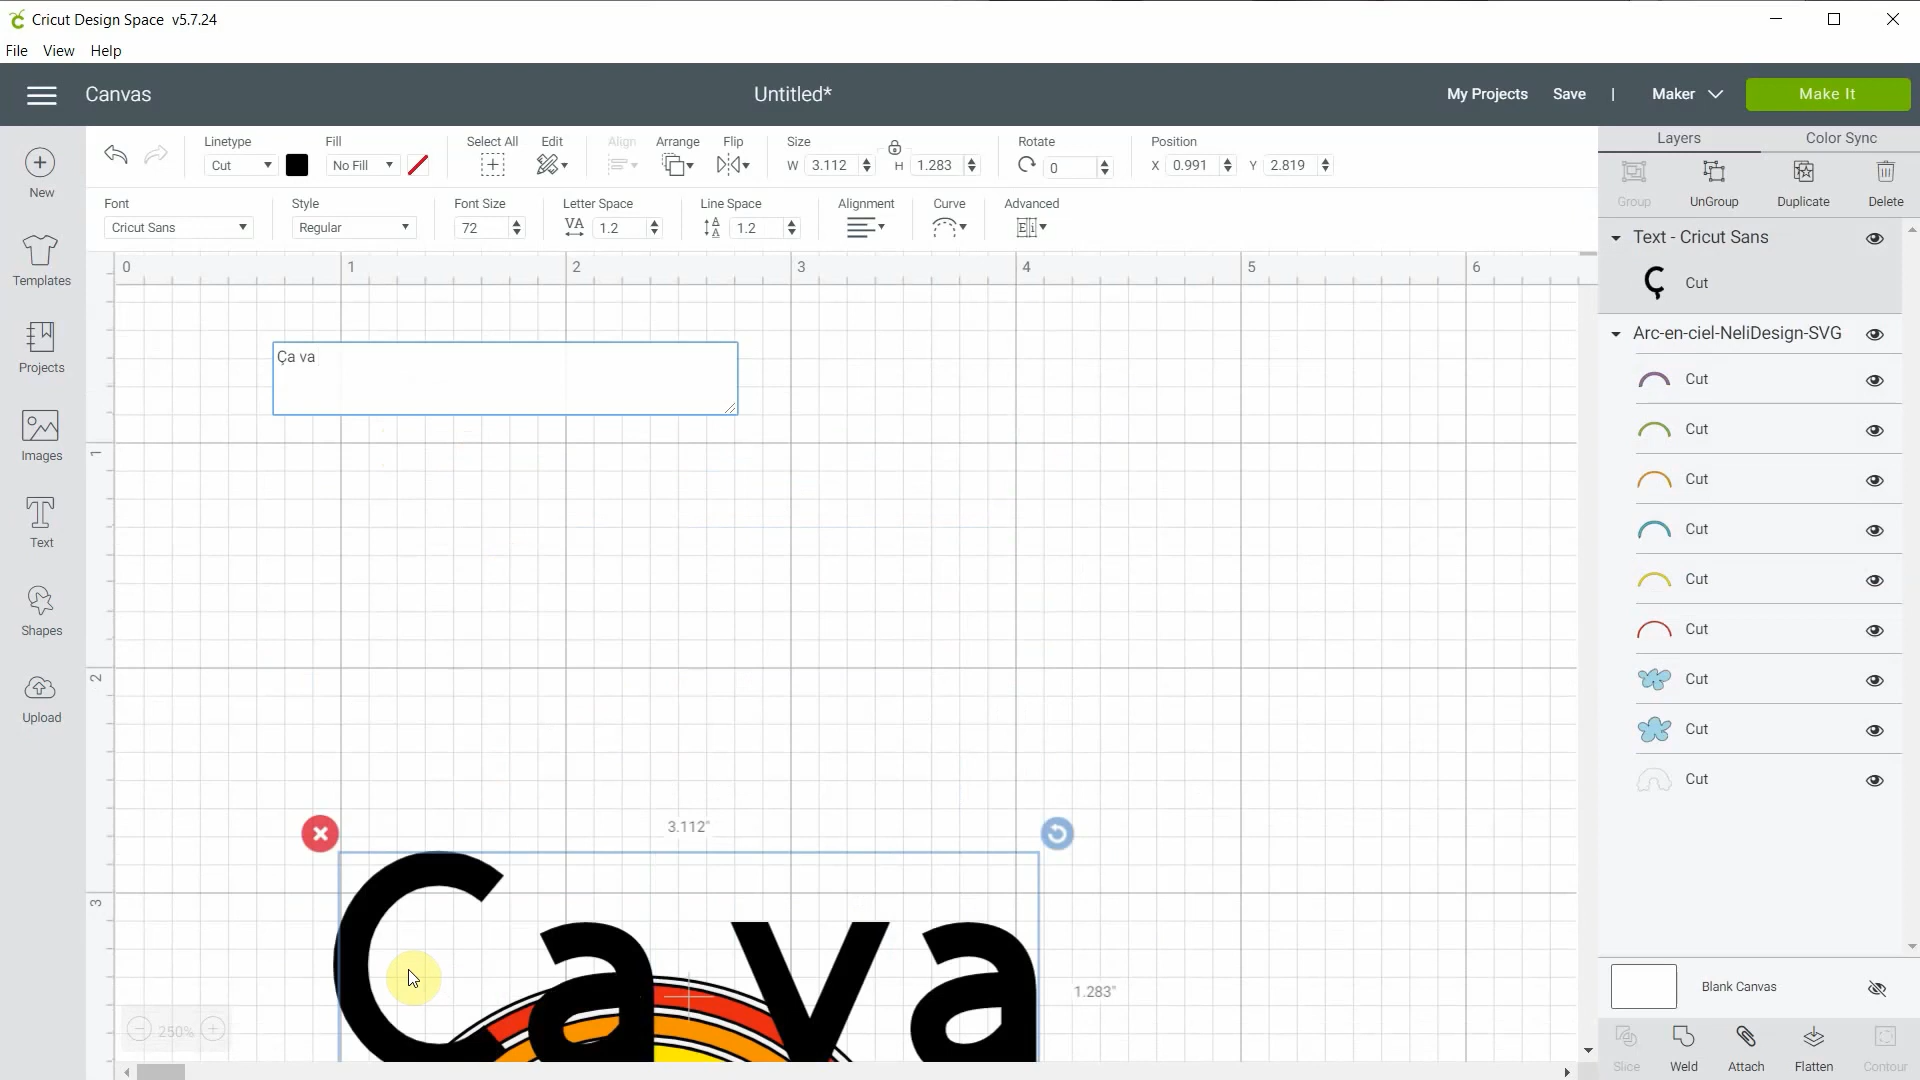 Cricut Design Space v5.7.24
File View Help
Canvas
Untitled*
My Projects Save | Maker Make It
Linetype
Cut
Fill
No Fill
Select All
Edit
Align
Arrange
Flip
Size
W 3.112 H 1.283
Rotate
0
Position
X 0.991 Y 2.819
Font
Cricut Sans
Style
Regular
Font Size
72
Letter Space
VA 1.2
Line Space
1.2
Alignment
Curve
Advanced
New
Templates
Projects
Images
Text
Shapes
Upload
0 1 2 3 4 5 6
1
2
3
Ça va
3.112"
1.283"
Ça va
250%
Layers Color Sync
Group UnGroup Duplicate Delete
Text - Cricut Sans
Ç Cut
Arc-en-ciel-NeliDesign-SVG
Cut
Cut
Cut
Cut
Cut
Cut
Cut
Cut
Cut
Blank Canvas
Slice Weld Attach Flatten Contour